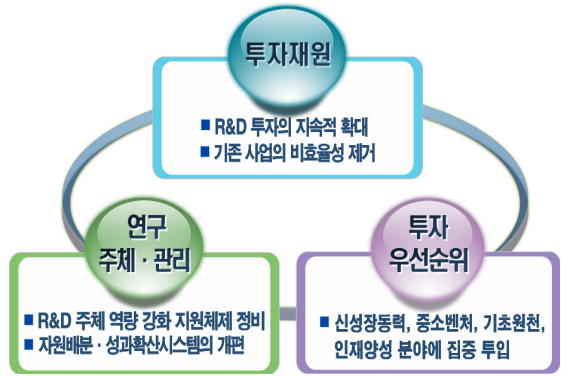 투자재원
■ R&D 투자의 지속적 확대
■ 기존 사업의 비효율성 제거
연구
주체 · 관리
■ R&D 주체 역량 강화 지원체제 정비
■ 자원배분 · 성과확산시스템의 개편
투자
우선순위
■ 신성장동력, 중소벤처, 기초원천,
인재양성 분야에 집중 투입